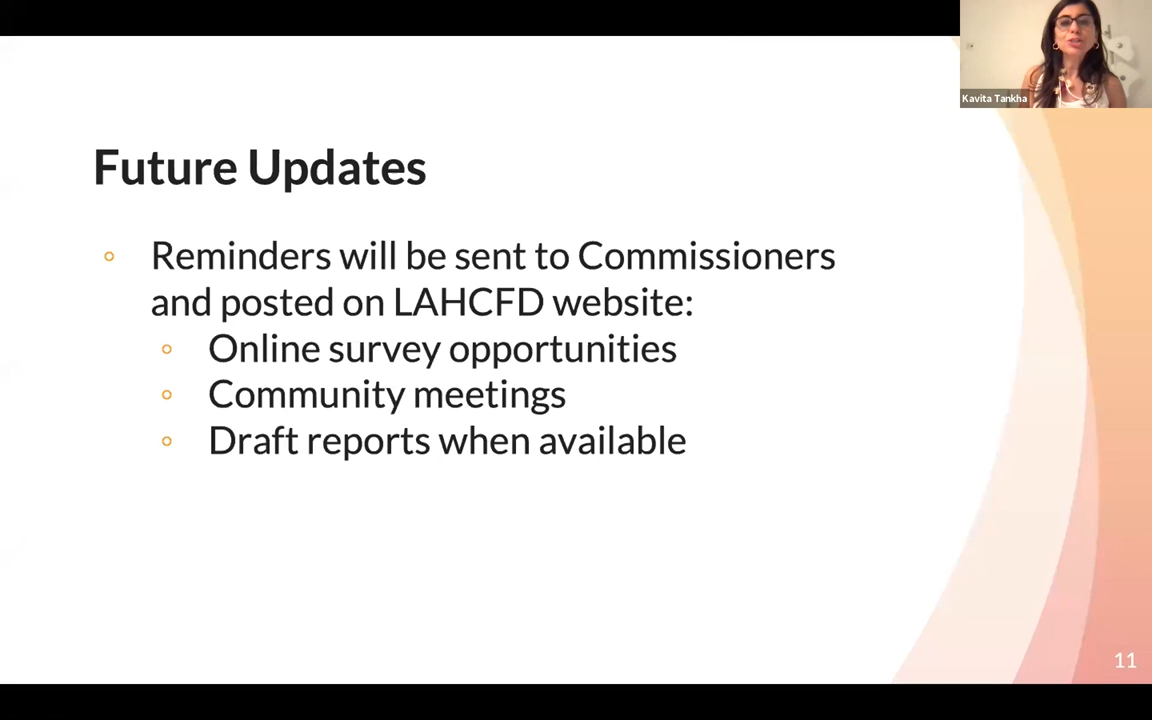 Kavita Tankha
Future Updates
Reminders will be sent to Commissioners
and posted on LAHCFD website:
Online survey opportunities
Community meetings
Draft reports when available
11